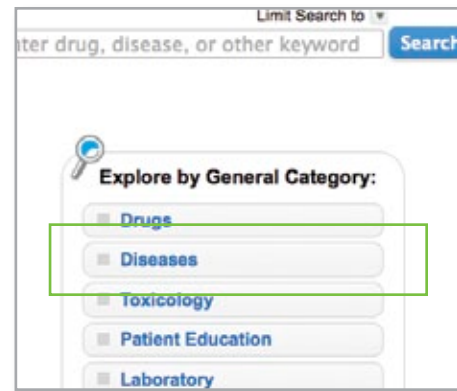 Limit Search to
nter drug, disease, or other keyword Search
Explore by General Category:
Drugs
Diseases
Toxicology
Patient Education
Laboratory